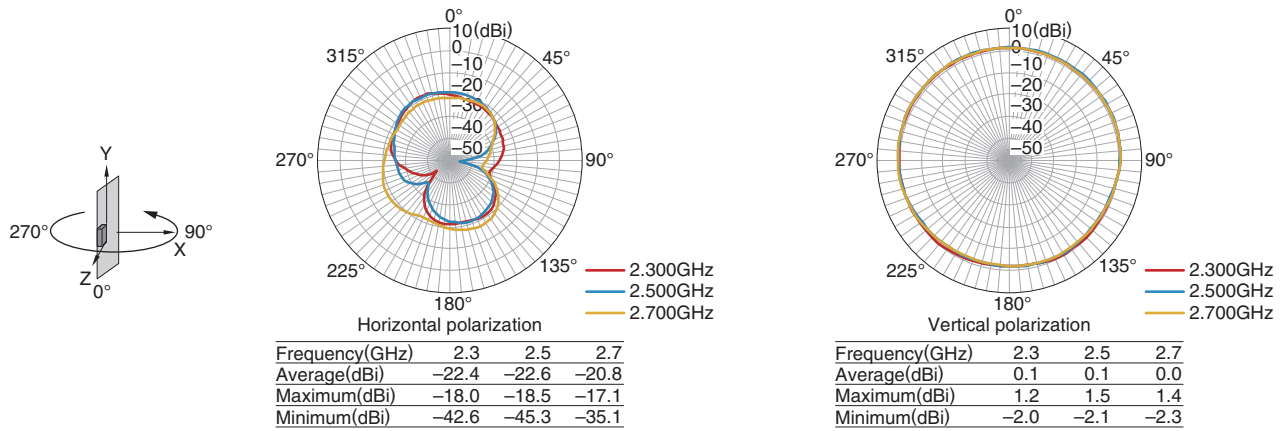 Y
270°
90°
X
Z
0°
0°
10(dBi)
0
–10
–20
–30
–40
–50
315°
45°
270°
90°
225°
135°
180°
2.300GHz
2.500GHz
2.700GHz
Horizontal polarization
Frequency(GHz) 2.3 2.5 2.7
Average(dBi) –22.4 –22.6 –20.8
Maximum(dBi) –18.0 –18.5 –17.1
Minimum(dBi) –42.6 –45.3 –35.1
0°
10(dBi)
0
–10
–20
–30
–40
–50
315°
45°
270°
90°
225°
135°
180°
2.300GHz
2.500GHz
2.700GHz
Vertical polarization
Frequency(GHz) 2.3 2.5 2.7
Average(dBi) 0.1 0.1 0.0
Maximum(dBi) 1.2 1.5 1.4
Minimum(dBi) –2.0 –2.1 –2.3